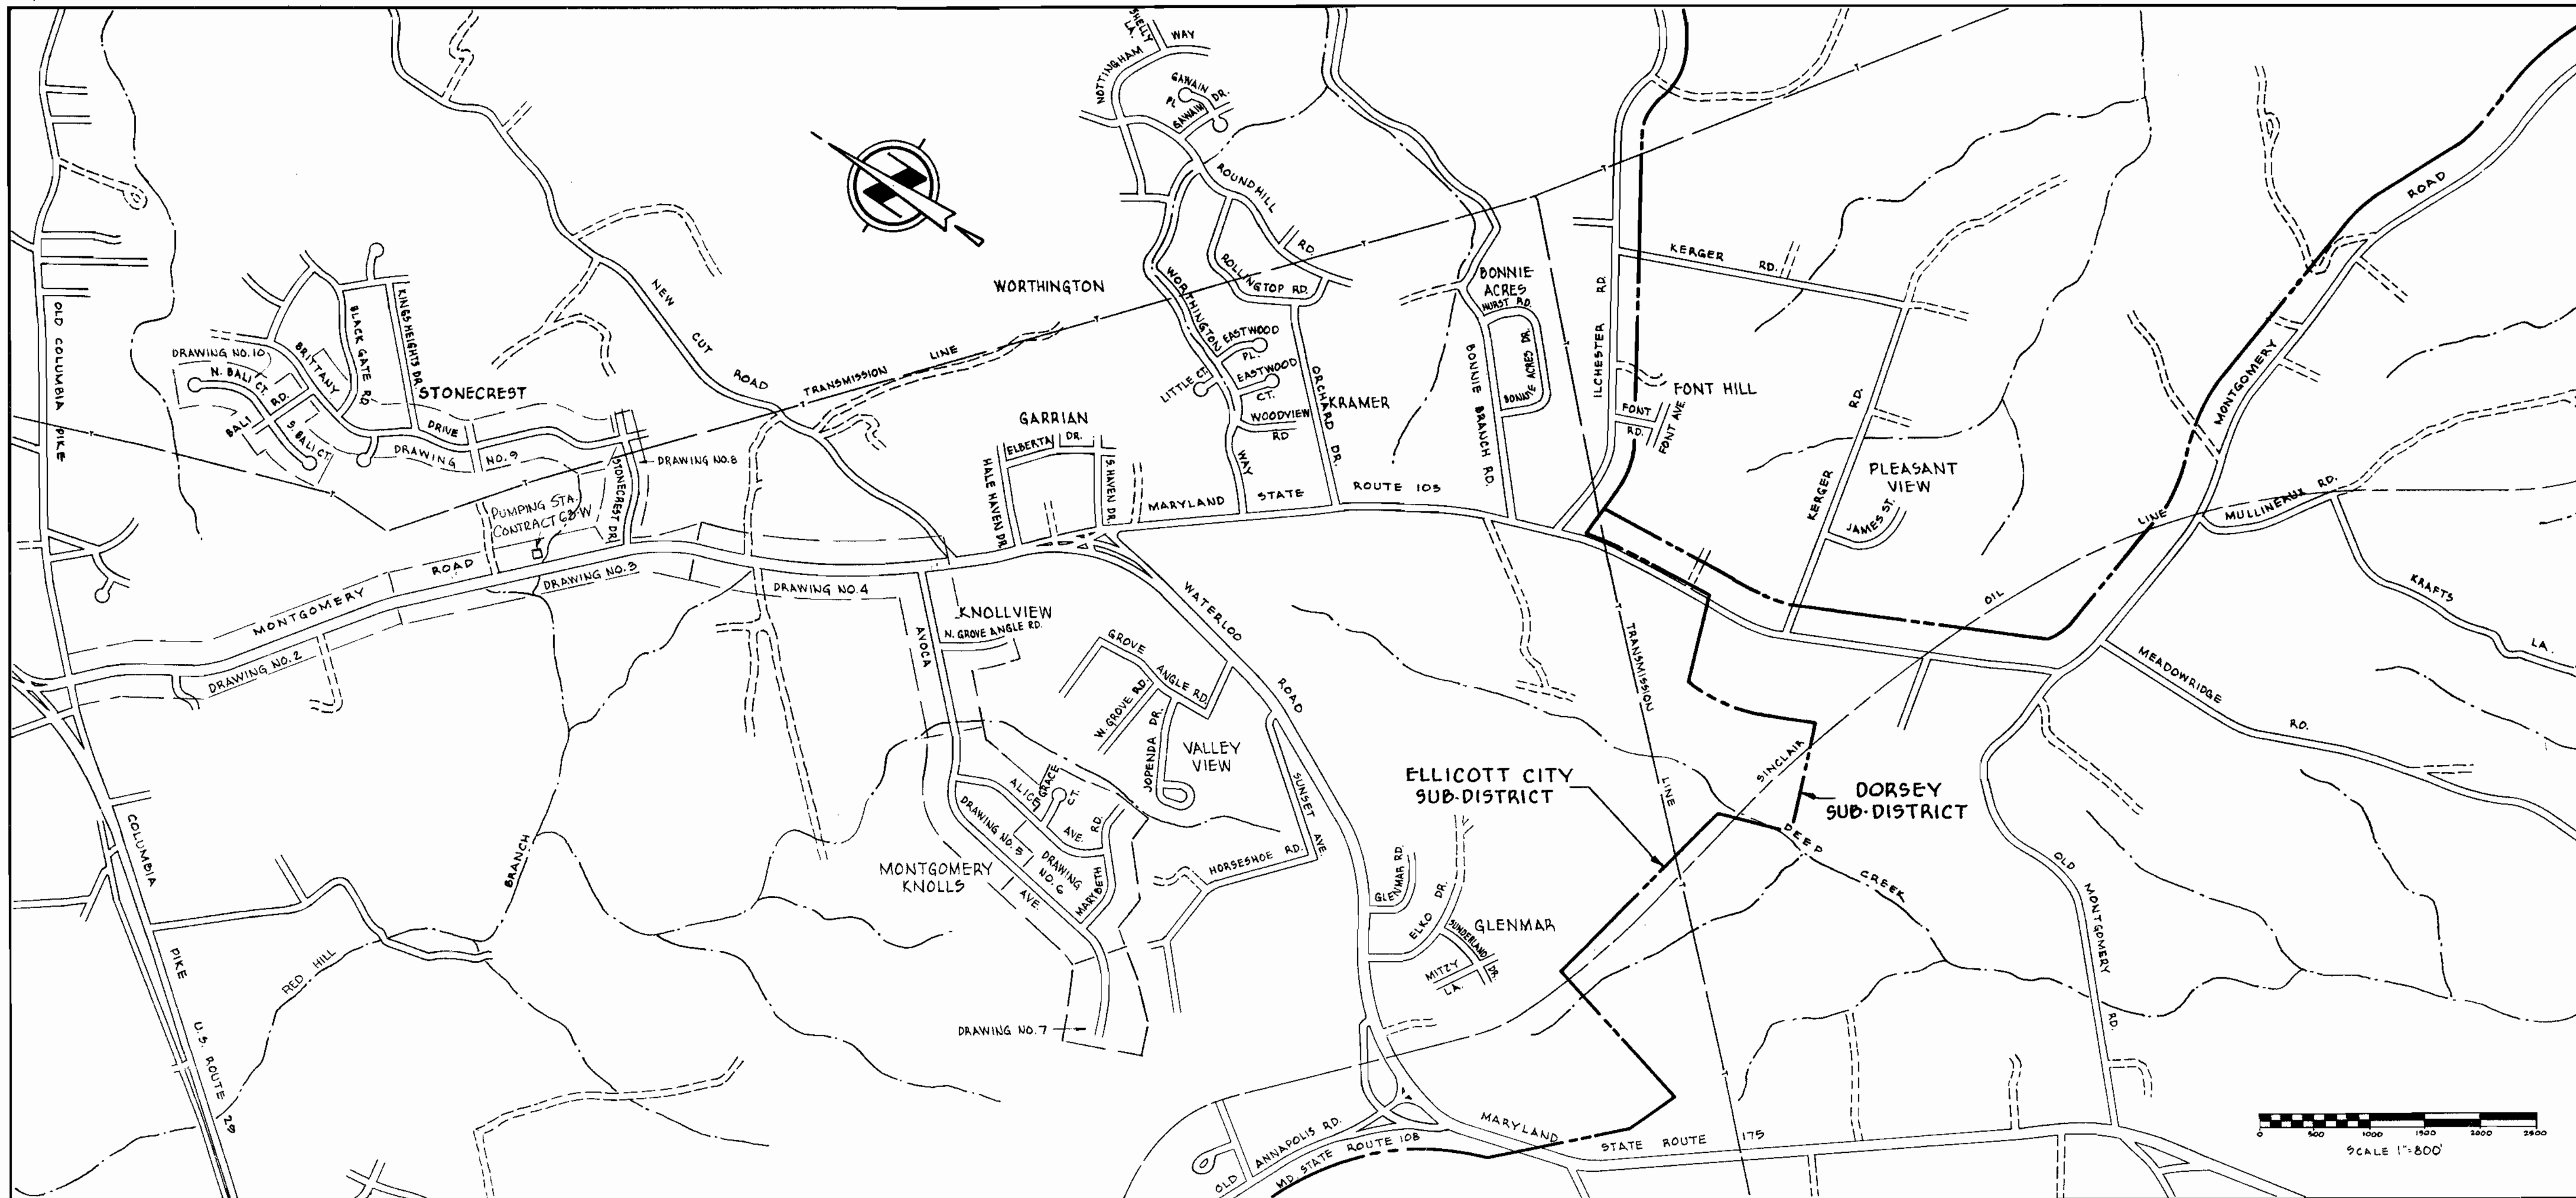 SHELLY
LA.
WAY
NOTTINGHAM
GAWAIN
PL.
DR.
GAWAIN
ROUNDHILL
RD.
ROLLINGTOP RD.
WORTHINGTON
WORTHINGTON
WAY
EASTWOOD
PL.
EASTWOOD
CT.
LITTLE CT.
WOODVIEW
RD
ORCHARD DR.
KRAMER
BONNIE
ACRES
HURST RD.
BONNIE ACRES DR.
BONNIE BRANCH RD.
ILCHESTER RD.
KERGER RD.
KERGER RD.
FONT HILL
FONT
RD.
FONT AVE
PLEASANT
VIEW
JAMES ST.
MONTGOMERY ROAD
MULLINEAUX RD.
KRAFTS LA.
MEADOWRIDGE RD.
OLD COLUMBIA PIKE
NEW CUT ROAD
TRANSMISSION LINE
DRAWING NO. 10
N. BALI CT.
BALI RD.
S. BALI CT.
BRITTANY DRIVE
BLACK GATE RD.
KINGS HEIGHTS DR.
STONECREST
DRAWING NO. 9
DRAWING NO. 8
STONECREST DR.
PUMPING STA.
CONTRACT 62-W
MONTGOMERY ROAD
DRAWING NO. 2
DRAWING NO. 3
DRAWING NO. 4
GARRIAN
ELBERTA DR.
HALE HAVEN DR.
S. HAVEN DR.
MARYLAND STATE ROUTE 103
WATERLOO ROAD
KNOLLVIEW
N. GROVE ANGLE RD.
AVOCA AVE.
GROVE ANGLE RD.
W. GROVE RD.
JOPENDA DR.
VALLEY
VIEW
ALICE AVE.
GRACE CT.
DRAWING NO. 5
DRAWING
NO. 6
MARYBETH RD.
MONTGOMERY
KNOLLS
DRAWING NO. 7
SUNSET AVE.
HORSESHOE RD.
GLENMAR RD.
ELKO DR.
SUNDERLAND DR.
GLENMAR
MITZY
LA.
ELLICOTT CITY
SUB-DISTRICT
DORSEY
SUB-DISTRICT
TRANSMISSION LINE
SINCLAIR OIL LINE
DEEP CREEK
OLD MONTGOMERY RD.
COLUMBIA PIKE U.S. ROUTE 29
RED HILL BRANCH
OLD ANNAPOLIS RD.
MD. STATE ROUTE 108
MARYLAND STATE ROUTE 175
0 500 1000 1500 2000 2500
SCALE 1"=800'